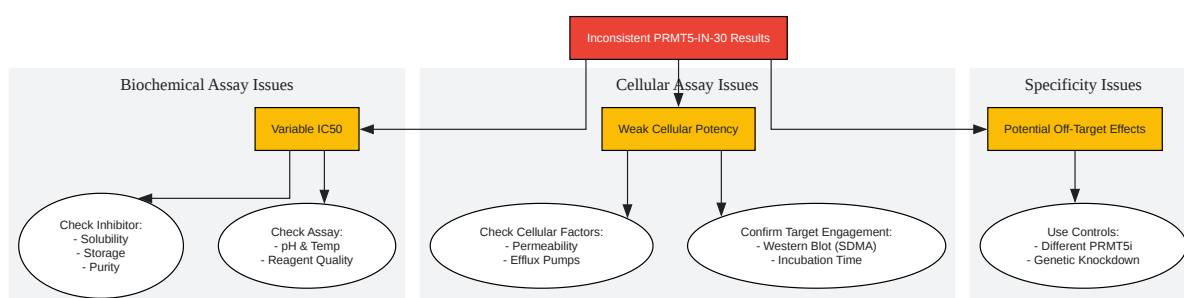 Inconsistent PRMT5-IN-30 Results
Biochemical Assay Issues
Cellular Assay Issues
Specificity Issues
Variable IC50
Weak Cellular Potency
Potential Off-Target Effects
Check Inhibitor:
- Solubility
- Storage
- Purity
Check Assay:
- pH & Temp
- Reagent Quality
Check Cellular Factors:
- Permeability
- Efflux Pumps
Confirm Target Engagement:
- Western Blot (SDMA)
- Incubation Time
Use Controls:
- Different PRMT5i
- Genetic Knockdown